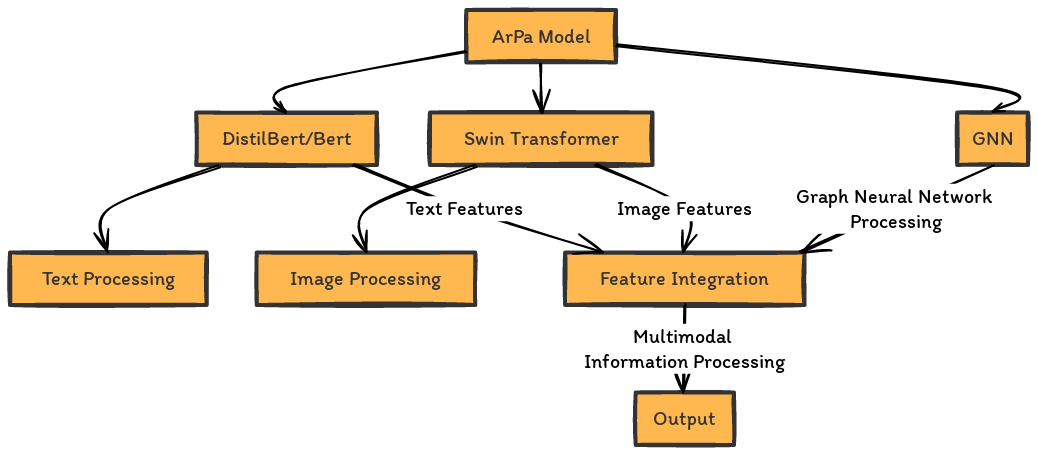 ArPa Model
DistilBert/Bert
Swin Transformer
GNN
Text Features
Image Features
Graph Neural Network
Processing
Text Processing
Image Processing
Feature Integration
Multimodal
Information Processing
Output